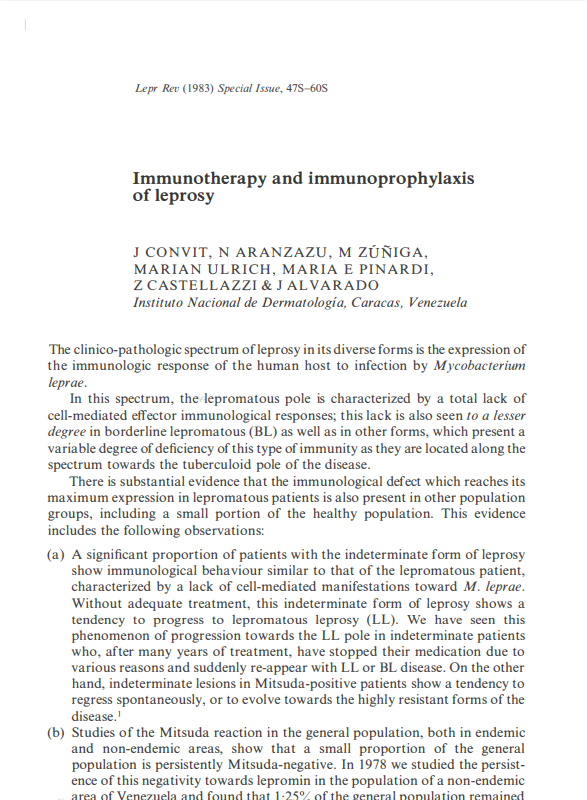 Lepr Rev (1983) Special Issue, 47S–60S
Immunotherapy and immunoprophylaxis
of leprosy
J CONVIT, N ARANZAZU, M ZÚÑIGA,
MARIAN ULRICH, MARIA E PINARDI,
Z CASTELLAZZI & J ALVARADO
Instituto Nacional de Dermatología, Caracas, Venezuela
The clinico-pathologic spectrum of leprosy in its diverse forms is the expression of
the immunologic response of the human host to infection by Mycobacterium
leprae.
In this spectrum, the lepromatous pole is characterized by a total lack of
cell-mediated effector immunological responses; this lack is also seen to a lesser
degree in borderline lepromatous (BL) as well as in other forms, which present a
variable degree of deficiency of this type of immunity as they are located along the
spectrum towards the tuberculoid pole of the disease.
There is substantial evidence that the immunological defect which reaches its
maximum expression in lepromatous patients is also present in other population
groups, including a small portion of the healthy population. This evidence
includes the following observations:
(a) A significant proportion of patients with the indeterminate form of leprosy
show immunological behaviour similar to that of the lepromatous patient,
characterized by a lack of cell-mediated manifestations toward M. leprae.
Without adequate treatment, this indeterminate form of leprosy shows a
tendency to progress to lepromatous leprosy (LL). We have seen this
phenomenon of progression towards the LL pole in indeterminate patients
who, after many years of treatment, have stopped their medication due to
various reasons and suddenly re-appear with LL or BL disease. On the other
hand, indeterminate lesions in Mitsuda-positive patients show a tendency to
regress spontaneously, or to evolve towards the highly resistant forms of the
disease.1
(b) Studies of the Mitsuda reaction in the general population, both in endemic
and non-endemic areas, show that a small proportion of the general
population is persistently Mitsuda-negative. In 1978 we studied the persist-
ence of this negativity towards lepromin in the population of a non-endemic
area of Venezuela and found that 1·25% of the general population remained